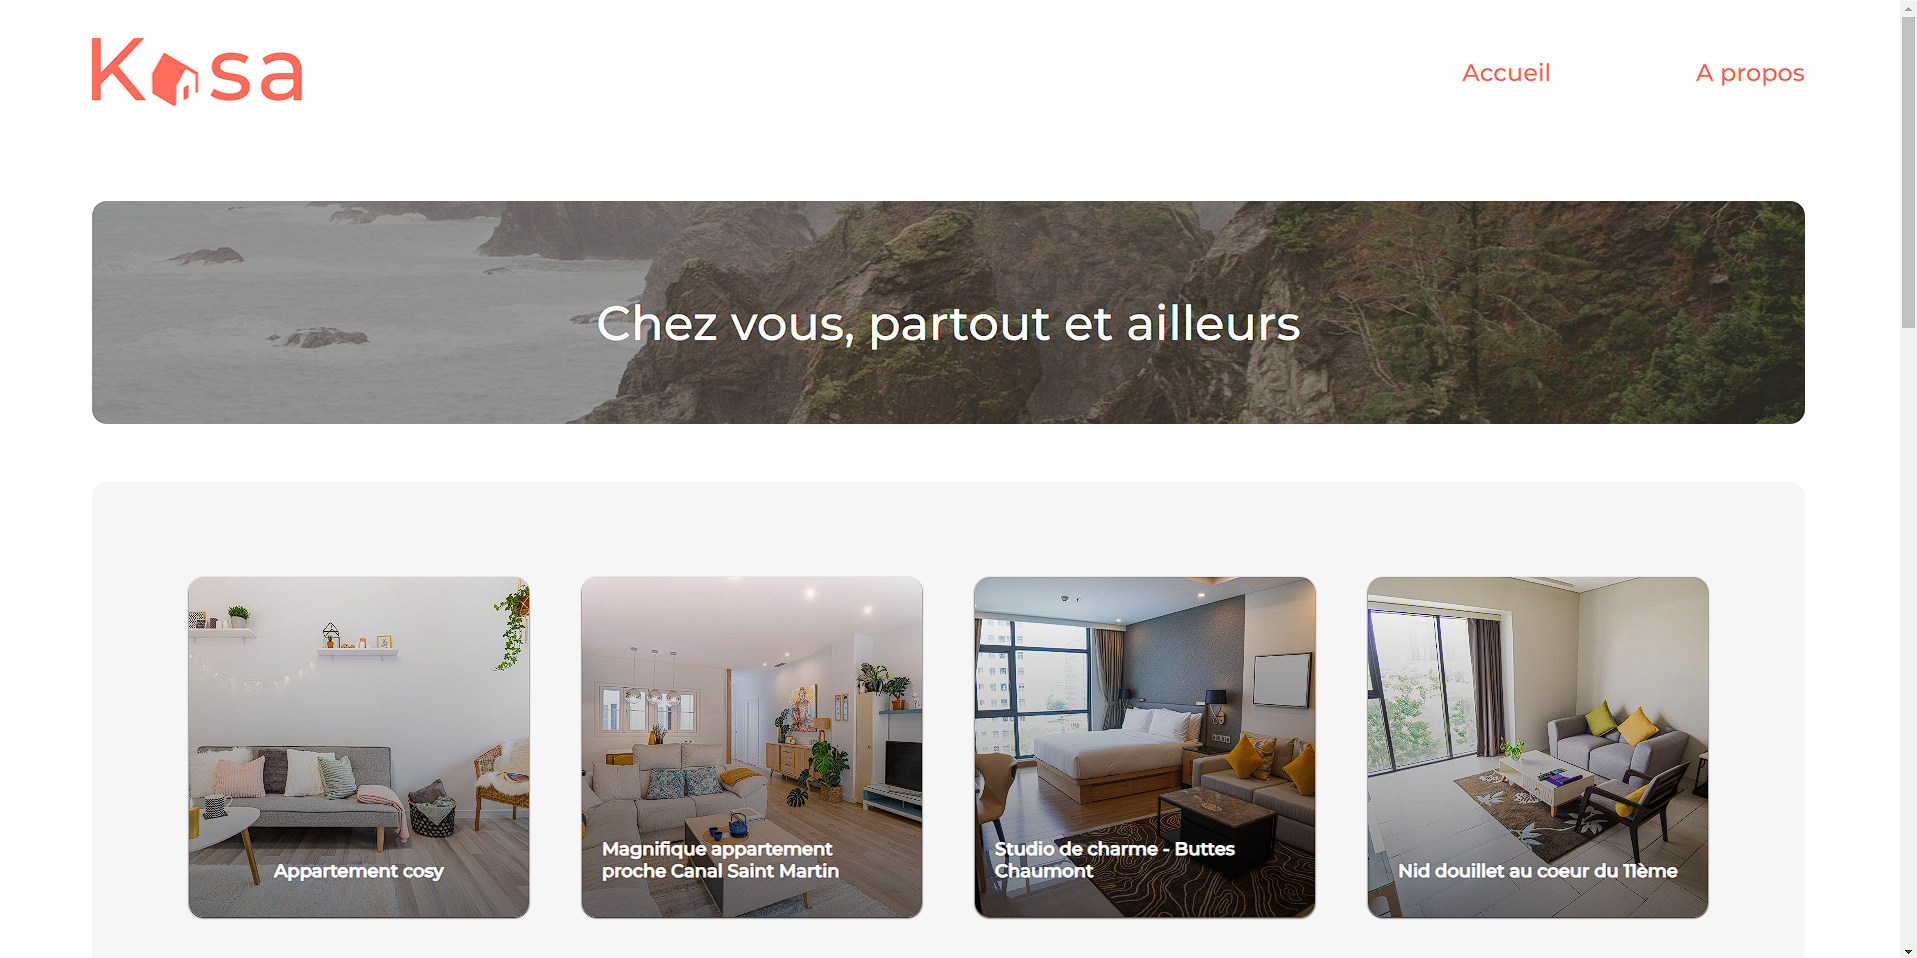 Kasa
Accueil
A propos
Chez vous, partout et ailleurs
Appartement cosy
Magnifique appartement
proche Canal Saint Martin
Studio de charme - Buttes
Chaumont
Nid douillet au coeur du 11ème